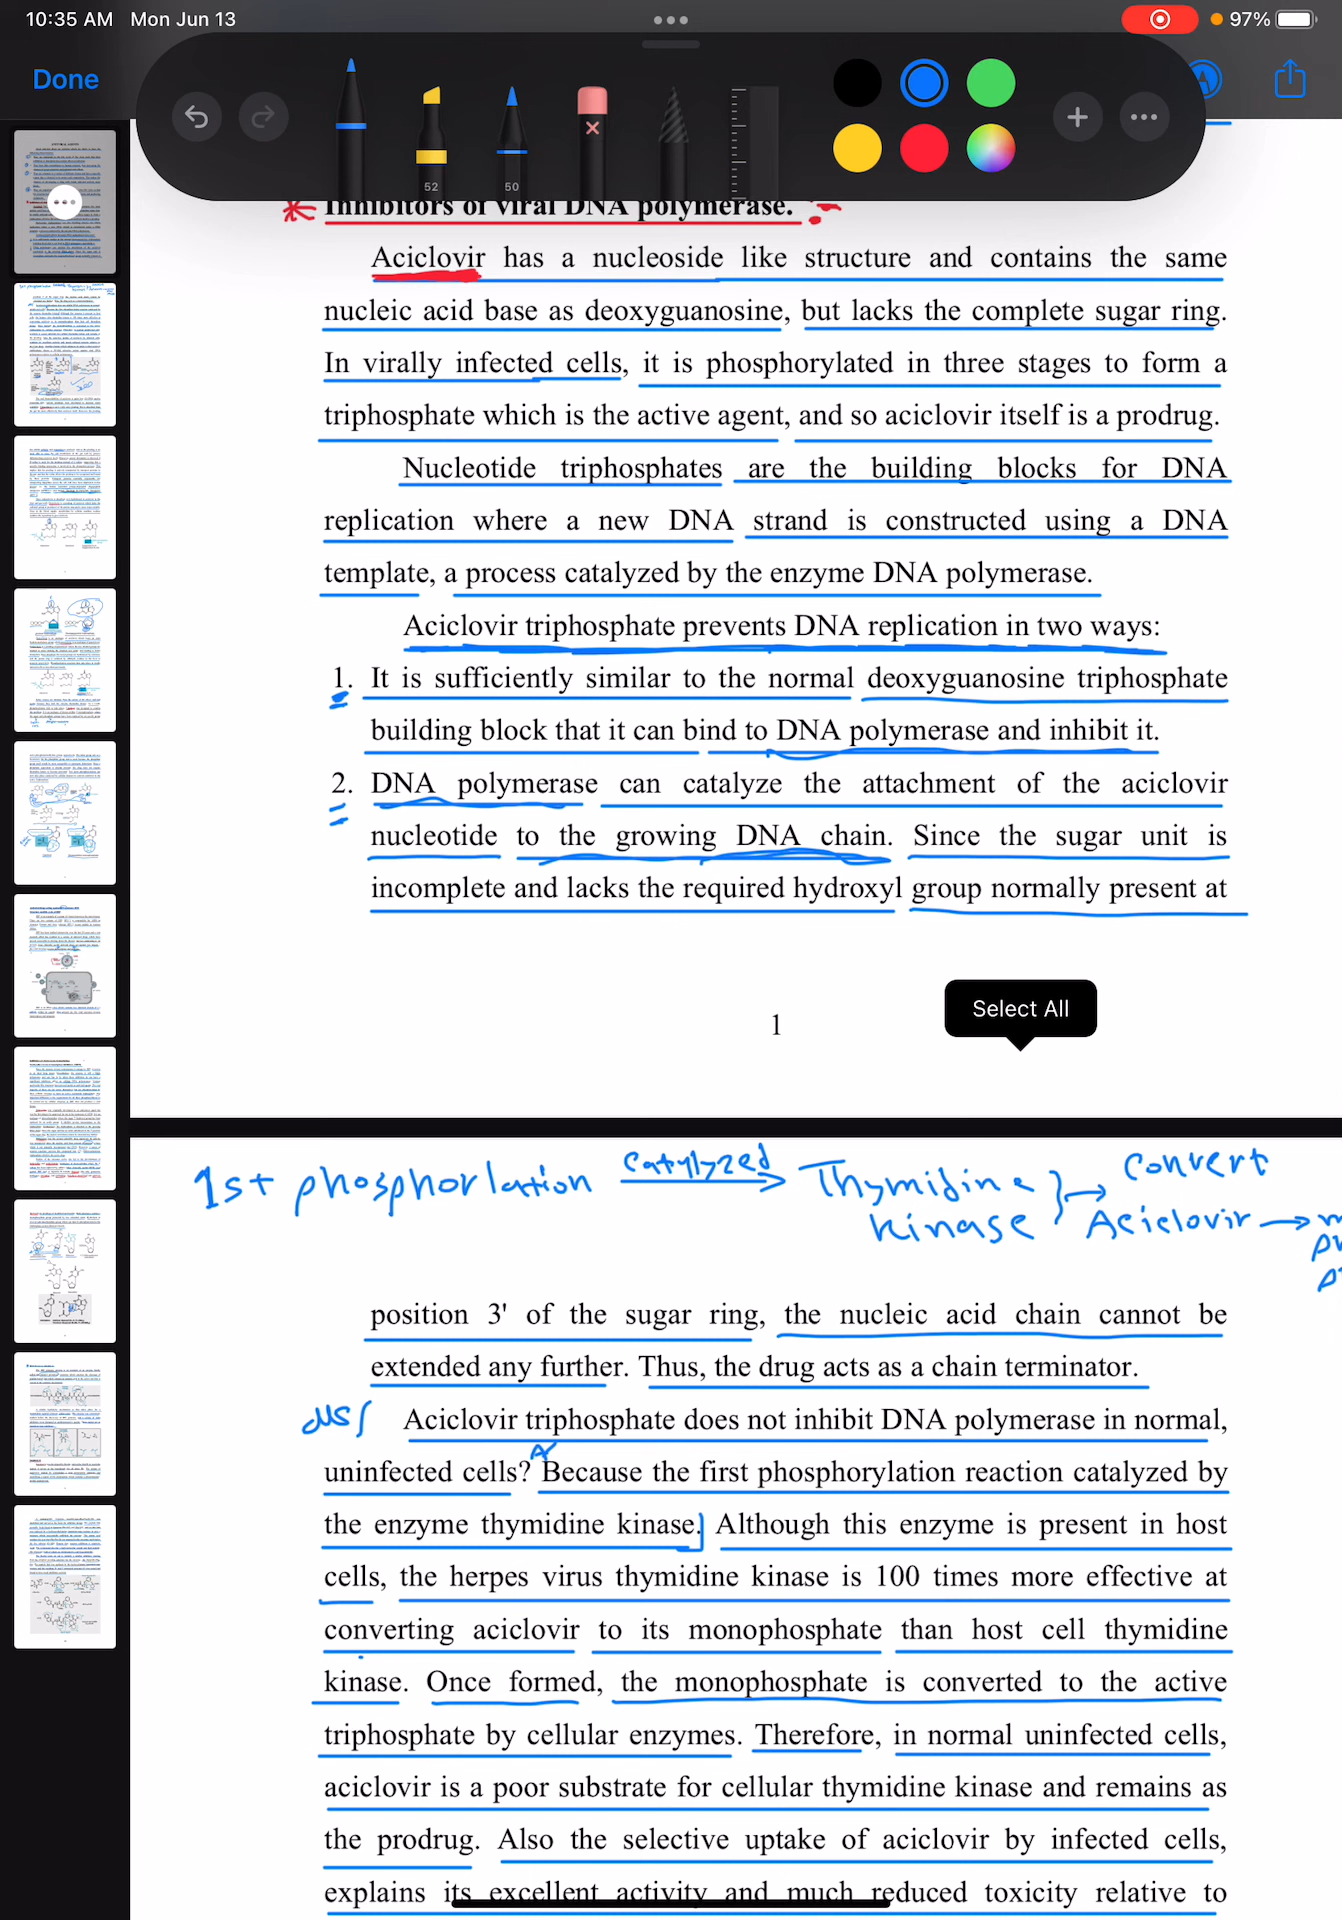 10:35 AM Mon Jun 13
97%
Done
52
50
Inhibitors of viral DNA polymerase.
Aciclovir has a nucleoside like structure and contains the same
nucleic acid base as deoxyguanosine, but lacks the complete sugar ring.
In virally infected cells, it is phosphorylated in three stages to form a
triphosphate which is the active agent, and so aciclovir itself is a prodrug.
Nucleotide triphosphates are the building blocks for DNA
replication where a new DNA strand is constructed using a DNA
template, a process catalyzed by the enzyme DNA polymerase.
Aciclovir triphosphate prevents DNA replication in two ways:
1. It is sufficiently similar to the normal deoxyguanosine triphosphate
building block that it can bind to DNA polymerase and inhibit it.
2. DNA polymerase can catalyze the attachment of the aciclovir
nucleotide to the growing DNA chain. Since the sugar unit is
incomplete and lacks the required hydroxyl group normally present at
Select All
1
1st phosphorlation catylyzed Thymidine convert
kinase Aciclovir
position 3' of the sugar ring, the nucleic acid chain cannot be
extended any further. Thus, the drug acts as a chain terminator.
Aciclovir triphosphate does not inhibit DNA polymerase in normal,
uninfected cells? Because the first phosphorylation reaction catalyzed by
the enzyme thymidine kinase. Although this enzyme is present in host
cells, the herpes virus thymidine kinase is 100 times more effective at
converting aciclovir to its monophosphate than host cell thymidine
kinase. Once formed, the monophosphate is converted to the active
triphosphate by cellular enzymes. Therefore, in normal uninfected cells,
aciclovir is a poor substrate for cellular thymidine kinase and remains as
the prodrug. Also the selective uptake of aciclovir by infected cells,
explains its excellent activity and much reduced toxicity relative to